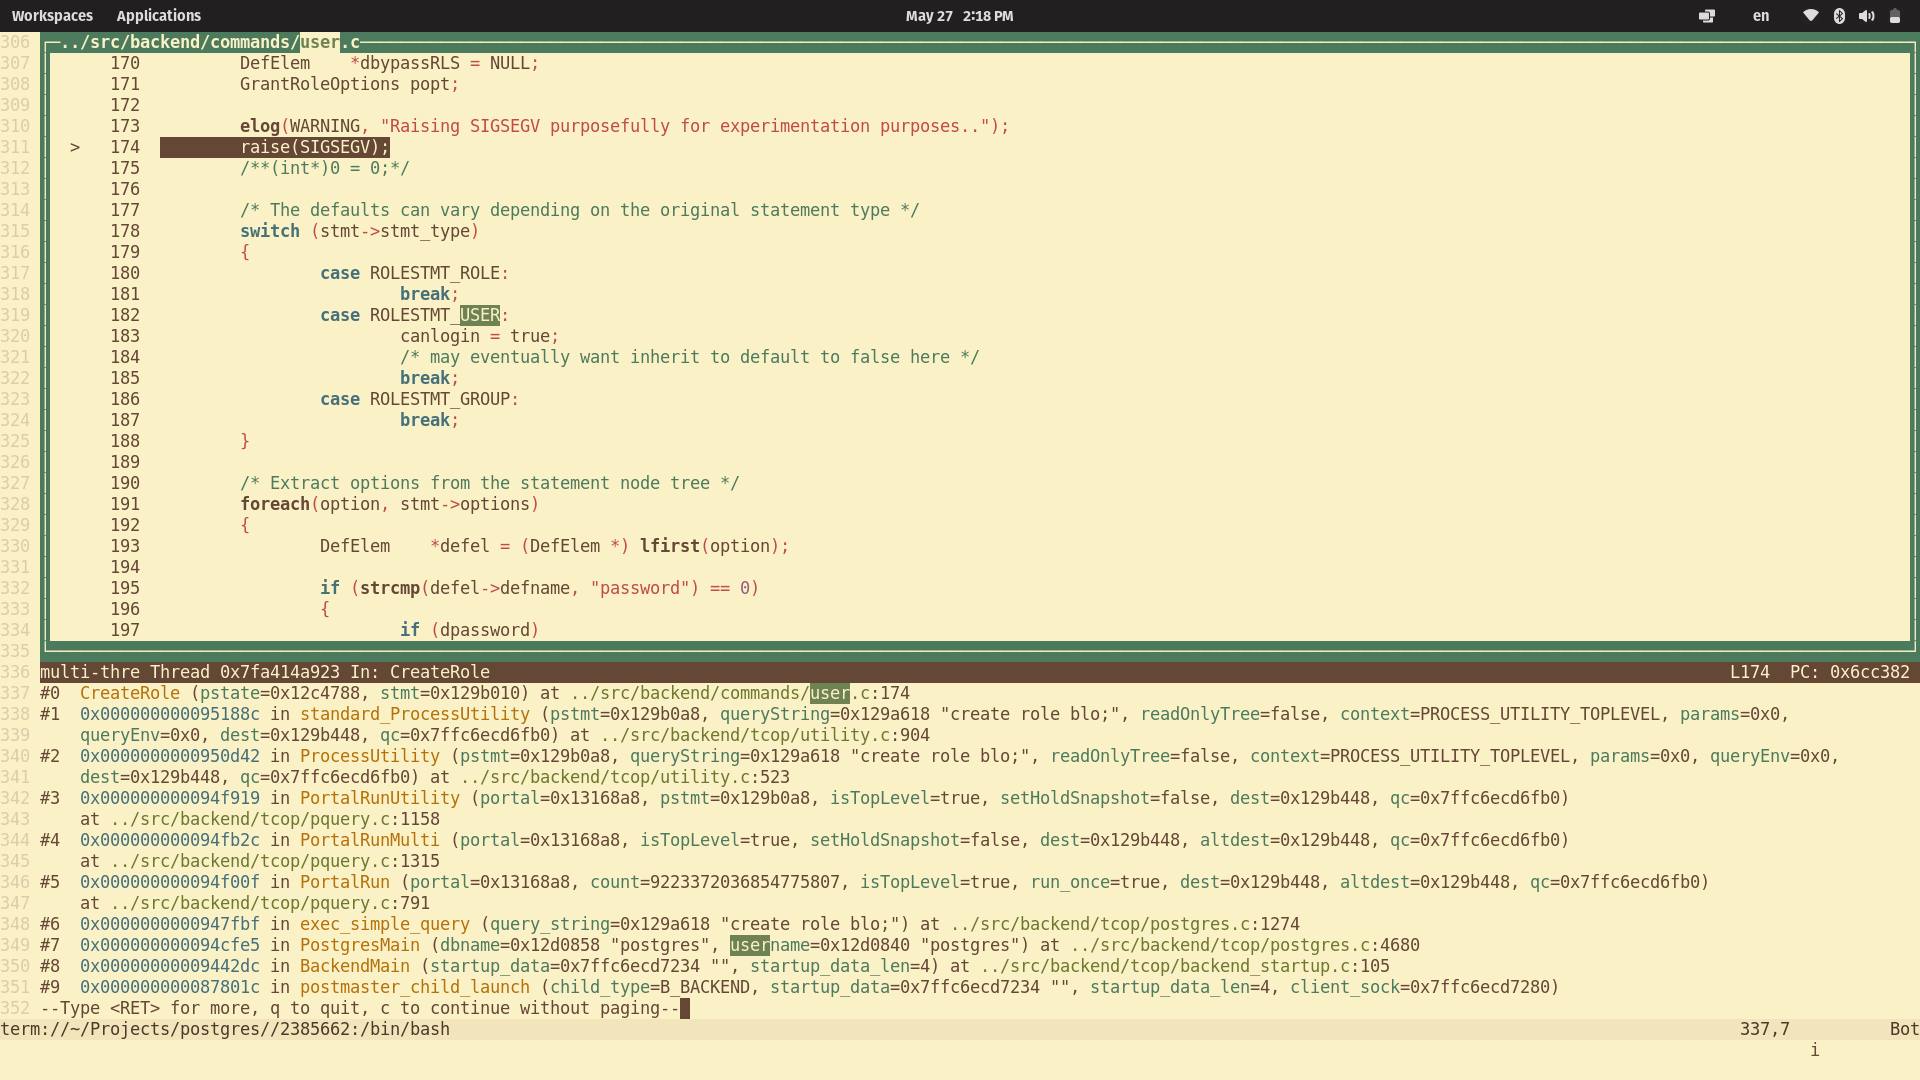 Workspaces Applications May 27 2:18 PM en
306 ../src/backend/commands/user.c
307 170 DefElem *dbypassRLS = NULL;
308 171 GrantRoleOptions popt;
309 172
310 173 elog(WARNING, "Raising SIGSEGV purposefully for experimentation purposes..");
311 > 174 raise(SIGSEGV);
312 175 /**(int*)0 = 0;*/
313 176
314 177 /* The defaults can vary depending on the original statement type */
315 178 switch (stmt->stmt_type)
316 179 {
317 180 case ROLESTMT_ROLE:
318 181 break;
319 182 case ROLESTMT_USER:
320 183 canlogin = true;
321 184 /* may eventually want inherit to default to false here */
322 185 break;
323 186 case ROLESTMT_GROUP:
324 187 break;
325 188 }
326 189
327 190 /* Extract options from the statement node tree */
328 191 foreach(option, stmt->options)
329 192 {
330 193 DefElem *defel = (DefElem *) lfirst(option);
331 194
332 195 if (strcmp(defel->defname, "password") == 0)
333 196 {
334 197 if (dpassword)
335
336 multi-thre Thread 0x7fa414a923 In: CreateRole L174 PC: 0x6cc382
337 #0 CreateRole (pstate=0x12c4788, stmt=0x129b010) at ../src/backend/commands/user.c:174
338 #1 0x000000000095188c in standard_ProcessUtility (pstmt=0x129b0a8, queryString=0x129a618 "create role blo;", readOnlyTree=false, context=PROCESS_UTILITY_TOPLEVEL, params=0x0,
339 queryEnv=0x0, dest=0x129b448, qc=0x7ffc6ecd6fb0) at ../src/backend/tcop/utility.c:904
340 #2 0x0000000000950d42 in ProcessUtility (pstmt=0x129b0a8, queryString=0x129a618 "create role blo;", readOnlyTree=false, context=PROCESS_UTILITY_TOPLEVEL, params=0x0, queryEnv=0x0,
341 dest=0x129b448, qc=0x7ffc6ecd6fb0) at ../src/backend/tcop/utility.c:523
342 #3 0x000000000094f919 in PortalRunUtility (portal=0x13168a8, pstmt=0x129b0a8, isTopLevel=true, setHoldSnapshot=false, dest=0x129b448, qc=0x7ffc6ecd6fb0)
343 at ../src/backend/tcop/pquery.c:1158
344 #4 0x000000000094fb2c in PortalRunMulti (portal=0x13168a8, isTopLevel=true, setHoldSnapshot=false, dest=0x129b448, altdest=0x129b448, qc=0x7ffc6ecd6fb0)
345 at ../src/backend/tcop/pquery.c:1315
346 #5 0x000000000094f00f in PortalRun (portal=0x13168a8, count=9223372036854775807, isTopLevel=true, run_once=true, dest=0x129b448, altdest=0x129b448, qc=0x7ffc6ecd6fb0)
347 at ../src/backend/tcop/pquery.c:791
348 #6 0x0000000000947fbf in exec_simple_query (query_string=0x129a618 "create role blo;") at ../src/backend/tcop/postgres.c:1274
349 #7 0x000000000094cfe5 in PostgresMain (dbname=0x12d0858 "postgres", username=0x12d0840 "postgres") at ../src/backend/tcop/postgres.c:4680
350 #8 0x00000000009442dc in BackendMain (startup_data=0x7ffc6ecd7234 "", startup_data_len=4) at ../src/backend/tcop/backend_startup.c:105
351 #9 0x000000000087801c in postmaster_child_launch (child_type=B_BACKEND, startup_data=0x7ffc6ecd7234 "", startup_data_len=4, client_sock=0x7ffc6ecd7280)
352 --Type <RET> for more, q to quit, c to continue without paging--
term://~/Projects/postgres//2385662:/bin/bash 337,7 Bot
i